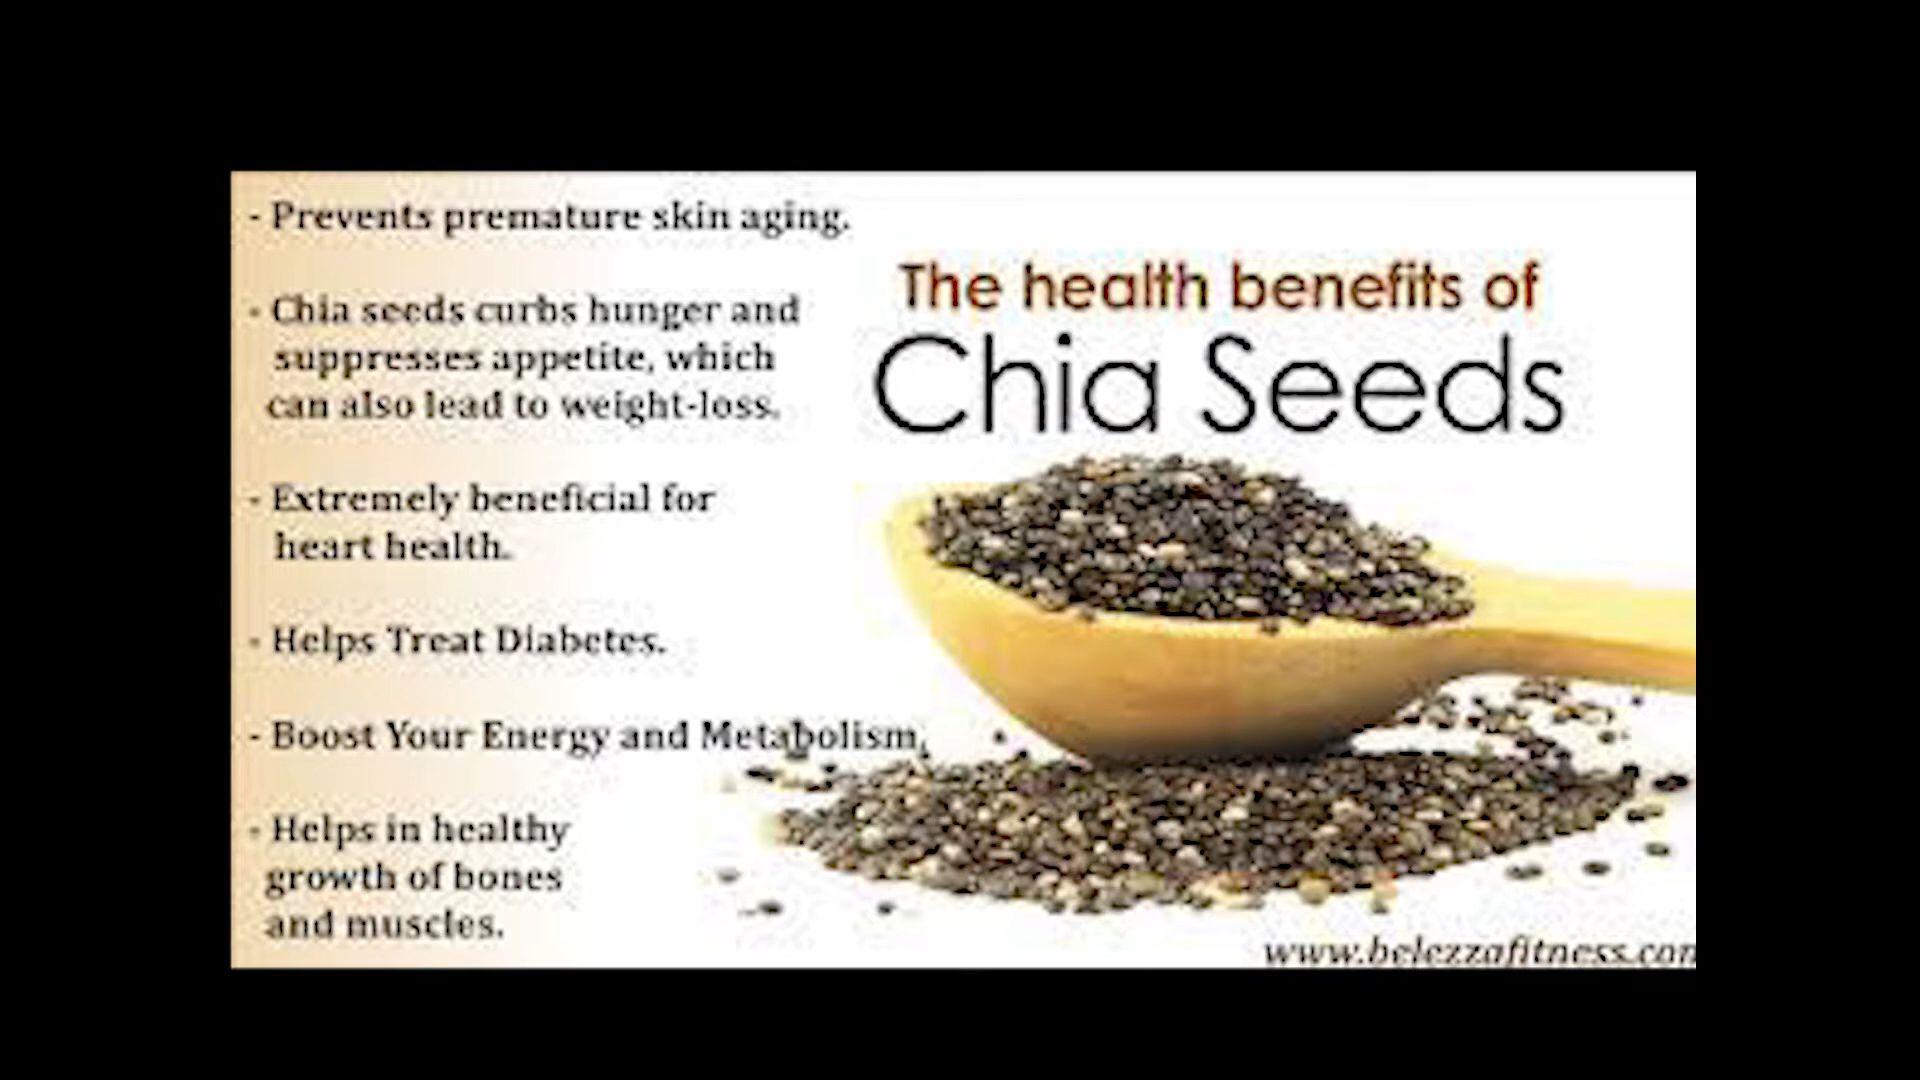 - Prevents premature skin aging.
- Chia seeds curbs hunger and
suppresses appetite, which
can also lead to weight-loss.
- Extremely beneficial for
heart health.
- Helps Treat Diabetes.
- Boost Your Energy and Metabolism.
- Helps in healthy
growth of bones
and muscles.
The health benefits of
Chia Seeds
www.belezzafitness.com